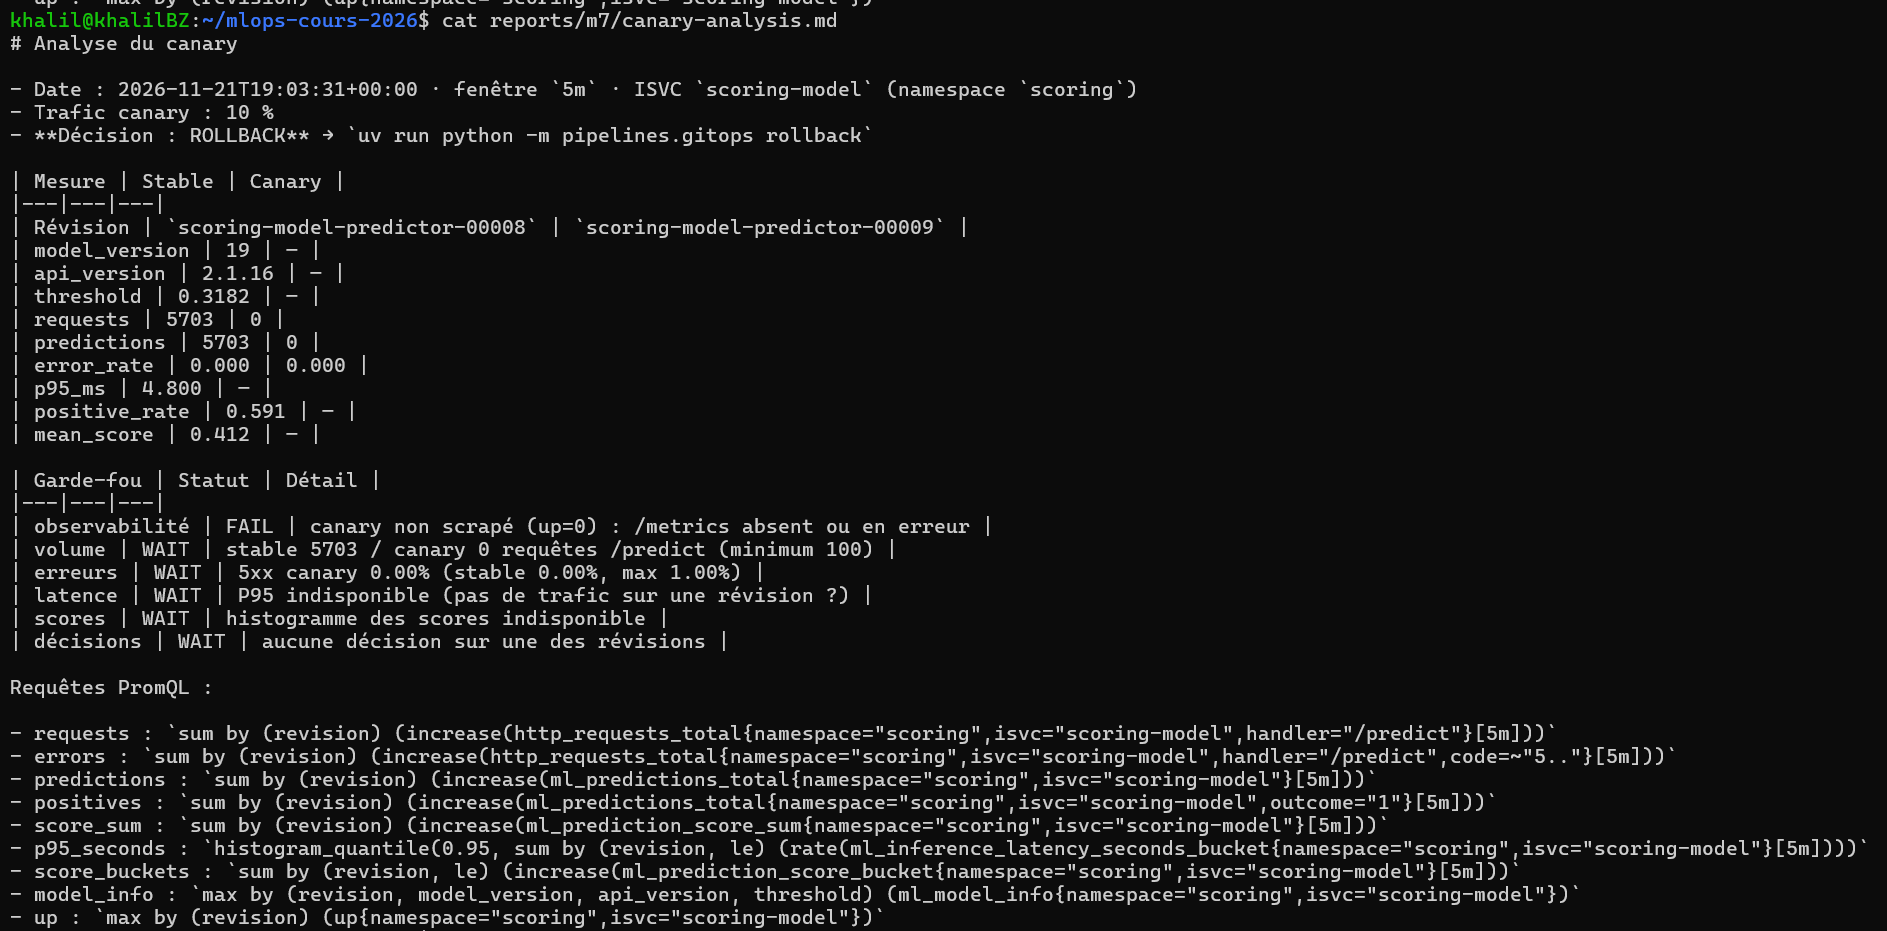 up : `max by (revision) (up{namespace="scoring",isvc="scoring-model"})`
khalil@khalilBZ:~/mlops-cours-2026$ cat reports/m7/canary-analysis.md
# Analyse du canary
- Date : 2026-11-21T19:03:31+00:00 · fenêtre `5m` · ISVC `scoring-model` (namespace `scoring`)
- Trafic canary : 10 %
- **Décision : ROLLBACK** → `uv run python -m pipelines.gitops rollback`
| Mesure | Stable | Canary |
|---|---|---|
| Révision | `scoring-model-predictor-00008` | `scoring-model-predictor-00009` |
| model_version | 19 | — |
| api_version | 2.1.16 | — |
| threshold | 0.3182 | — |
| requests | 5703 | 0 |
| predictions | 5703 | 0 |
| error_rate | 0.000 | 0.000 |
| p95_ms | 4.800 | — |
| positive_rate | 0.591 | — |
| mean_score | 0.412 | — |
| Garde-fou | Statut | Détail |
|---|---|---|
| observabilité | FAIL | canary non scrapé (up=0) : /metrics absent ou en erreur |
| volume | WAIT | stable 5703 / canary 0 requêtes /predict (minimum 100) |
| erreurs | WAIT | 5xx canary 0.00% (stable 0.00%, max 1.00%) |
| latence | WAIT | P95 indisponible (pas de trafic sur une révision ?) |
| scores | WAIT | histogramme des scores indisponible |
| décisions | WAIT | aucune décision sur une des révisions |
Requêtes PromQL :
- requests : `sum by (revision) (increase(http_requests_total{namespace="scoring",isvc="scoring-model",handler="/predict"}[5m]))`
- errors : `sum by (revision) (increase(http_requests_total{namespace="scoring",isvc="scoring-model",handler="/predict",code=~"5.."}[5m]))`
- predictions : `sum by (revision) (increase(ml_predictions_total{namespace="scoring",isvc="scoring-model"}[5m]))`
- positives : `sum by (revision) (increase(ml_predictions_total{namespace="scoring",isvc="scoring-model",outcome="1"}[5m]))`
- score_sum : `sum by (revision) (increase(ml_prediction_score_sum{namespace="scoring",isvc="scoring-model"}[5m]))`
- p95_seconds : `histogram_quantile(0.95, sum by (revision, le) (rate(ml_inference_latency_seconds_bucket{namespace="scoring",isvc="scoring-model"}[5m])))`
- score_buckets : `sum by (revision, le) (increase(ml_prediction_score_bucket{namespace="scoring",isvc="scoring-model"}[5m]))`
- model_info : `max by (revision, model_version, api_version, threshold) (ml_model_info{namespace="scoring",isvc="scoring-model"})`
- up : `max by (revision) (up{namespace="scoring",isvc="scoring-model"})`